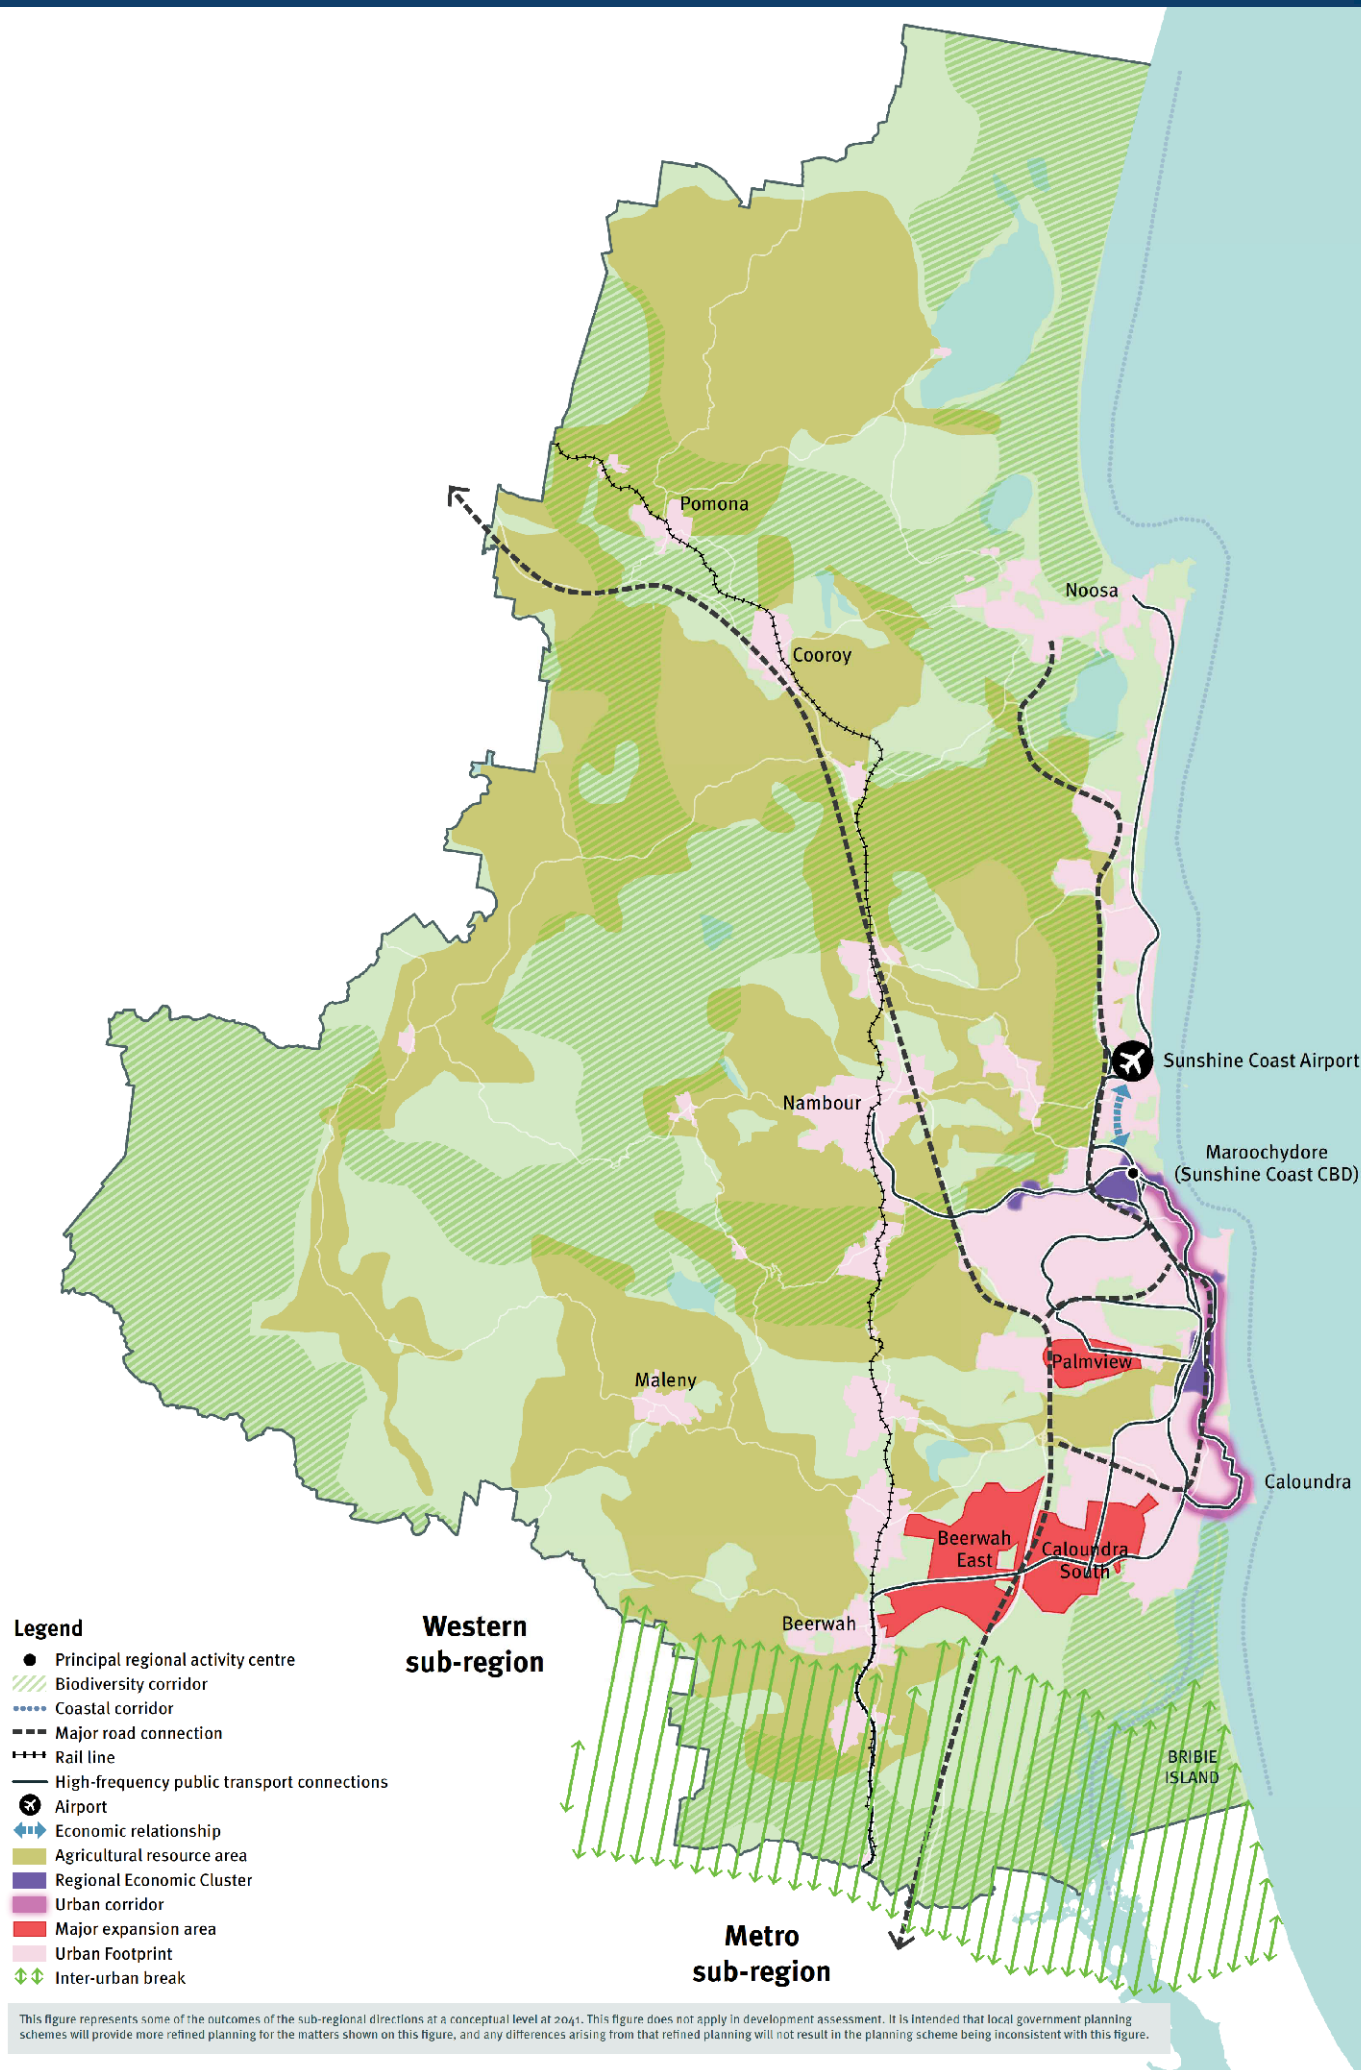 Pomona
Noosa
Cooroy
Sunshine Coast Airport
Nambour
Maroochydore
(Sunshine Coast CBD)
Palmview
Maleny
Caloundra
Beerwah
East
Caloundra
South
Beerwah
Western
sub-region
BRIBIE
ISLAND
Metro
sub-region
Legend
Principal regional activity centre
Biodiversity corridor
Coastal corridor
Major road connection
Rail line
High-frequency public transport connections
Airport
Economic relationship
Agricultural resource area
Regional Economic Cluster
Urban corridor
Major expansion area
Urban Footprint
Inter-urban break
This figure represents some of the outcomes of the sub-regional directions at a conceptual level at 2041. This figure does not apply in development assessment. It is intended that local government planning
schemes will provide more refined planning for the matters shown on this figure, and any differences arising from that refined planning will not result in the planning scheme being inconsistent with this figure.